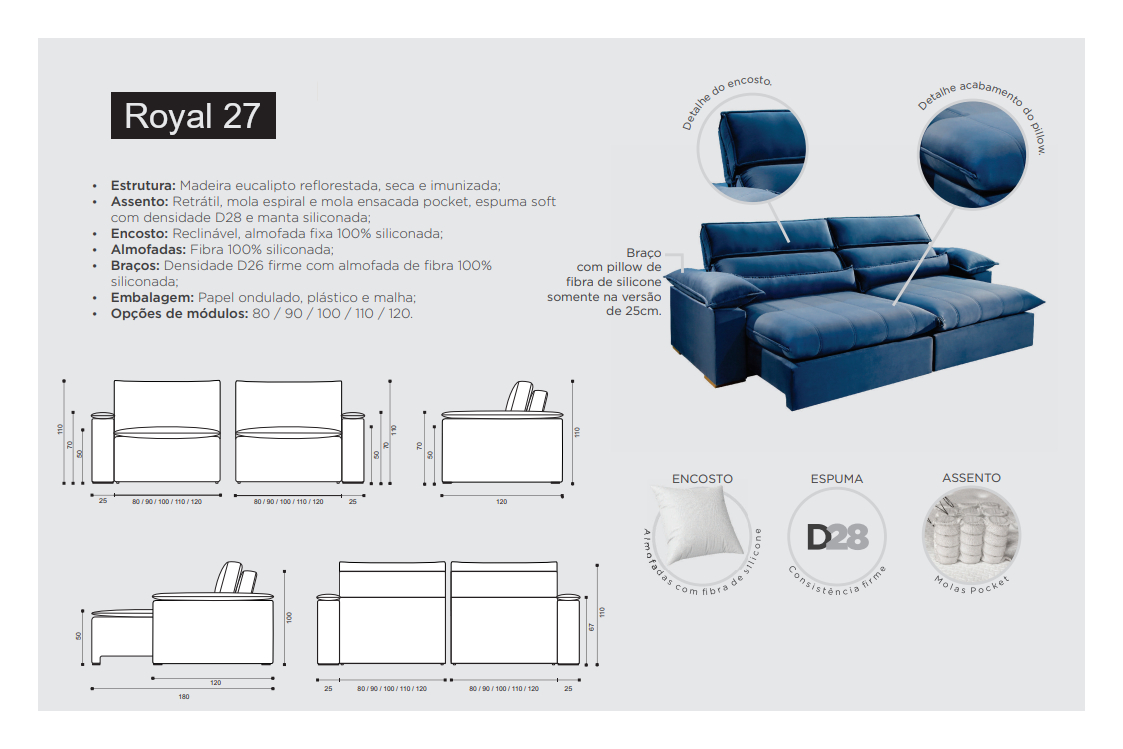 Royal 27
• Estrutura: Madeira eucalipto reflorestada, seca e imunizada;
• Assento: Retrátil, mola espiral e mola ensacada pocket, espuma soft
com densidade D28 e manta siliconada;
• Encosto: Reclinável, almofada fixa 100% siliconada;
• Almofadas: Fibra 100% siliconada;
• Braços: Densidade D26 firme com almofada de fibra 100%
siliconada;
• Embalagem: Papel ondulado, plástico e malha;
• Opções de módulos: 80 / 90 / 100 / 110 / 120.
Detalhe do encosto.
Detalhe acabamento do pillow.
Braço
com pillow de
fibra de silicone
somente na versão
de 25cm.
110
70
50
25
80 / 90 / 100 / 110 / 120
80 / 90 / 100 / 110 / 120
25
50
70
110
70
50
120
110
ENCOSTO
Almofadas com fibra de silicone
ESPUMA
D28
Consistência firme
ASSENTO
Molas Pocket
50
120
180
100
25
80 / 90 / 100 / 110 / 120
80 / 90 / 100 / 110 / 120
25
67
110